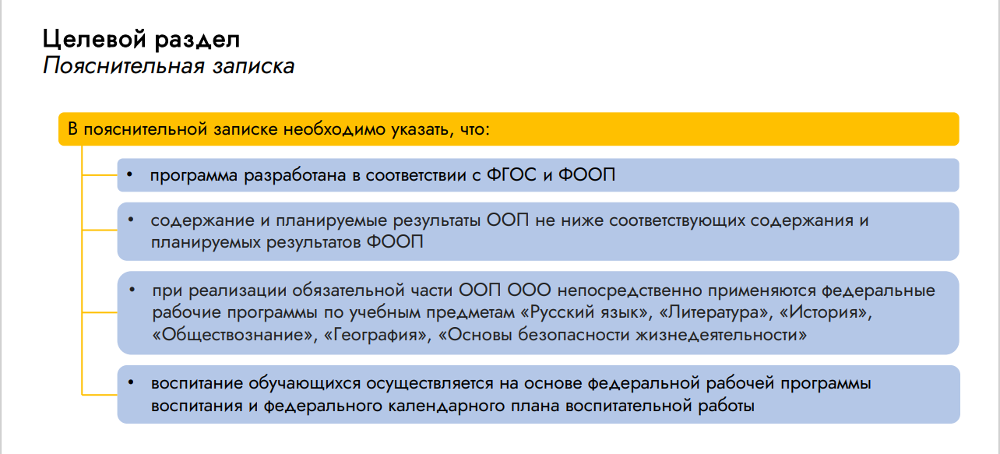 Целевой раздел
Пояснительная записка
В пояснительной записке необходимо указать, что:
• программа разработана в соответствии с ФГОС и ФООП
• содержание и планируемые результаты ООП не ниже соответствующих содержания и
планируемых результатов ФООП
• при реализации обязательной части ООП ООО непосредственно применяются федеральные
рабочие программы по учебным предметам «Русский язык», «Литература», «История»,
«Обществознание», «География», «Основы безопасности жизнедеятельности»
• воспитание обучающихся осуществляется на основе федеральной рабочей программы
воспитания и федерального календарного плана воспитательной работы